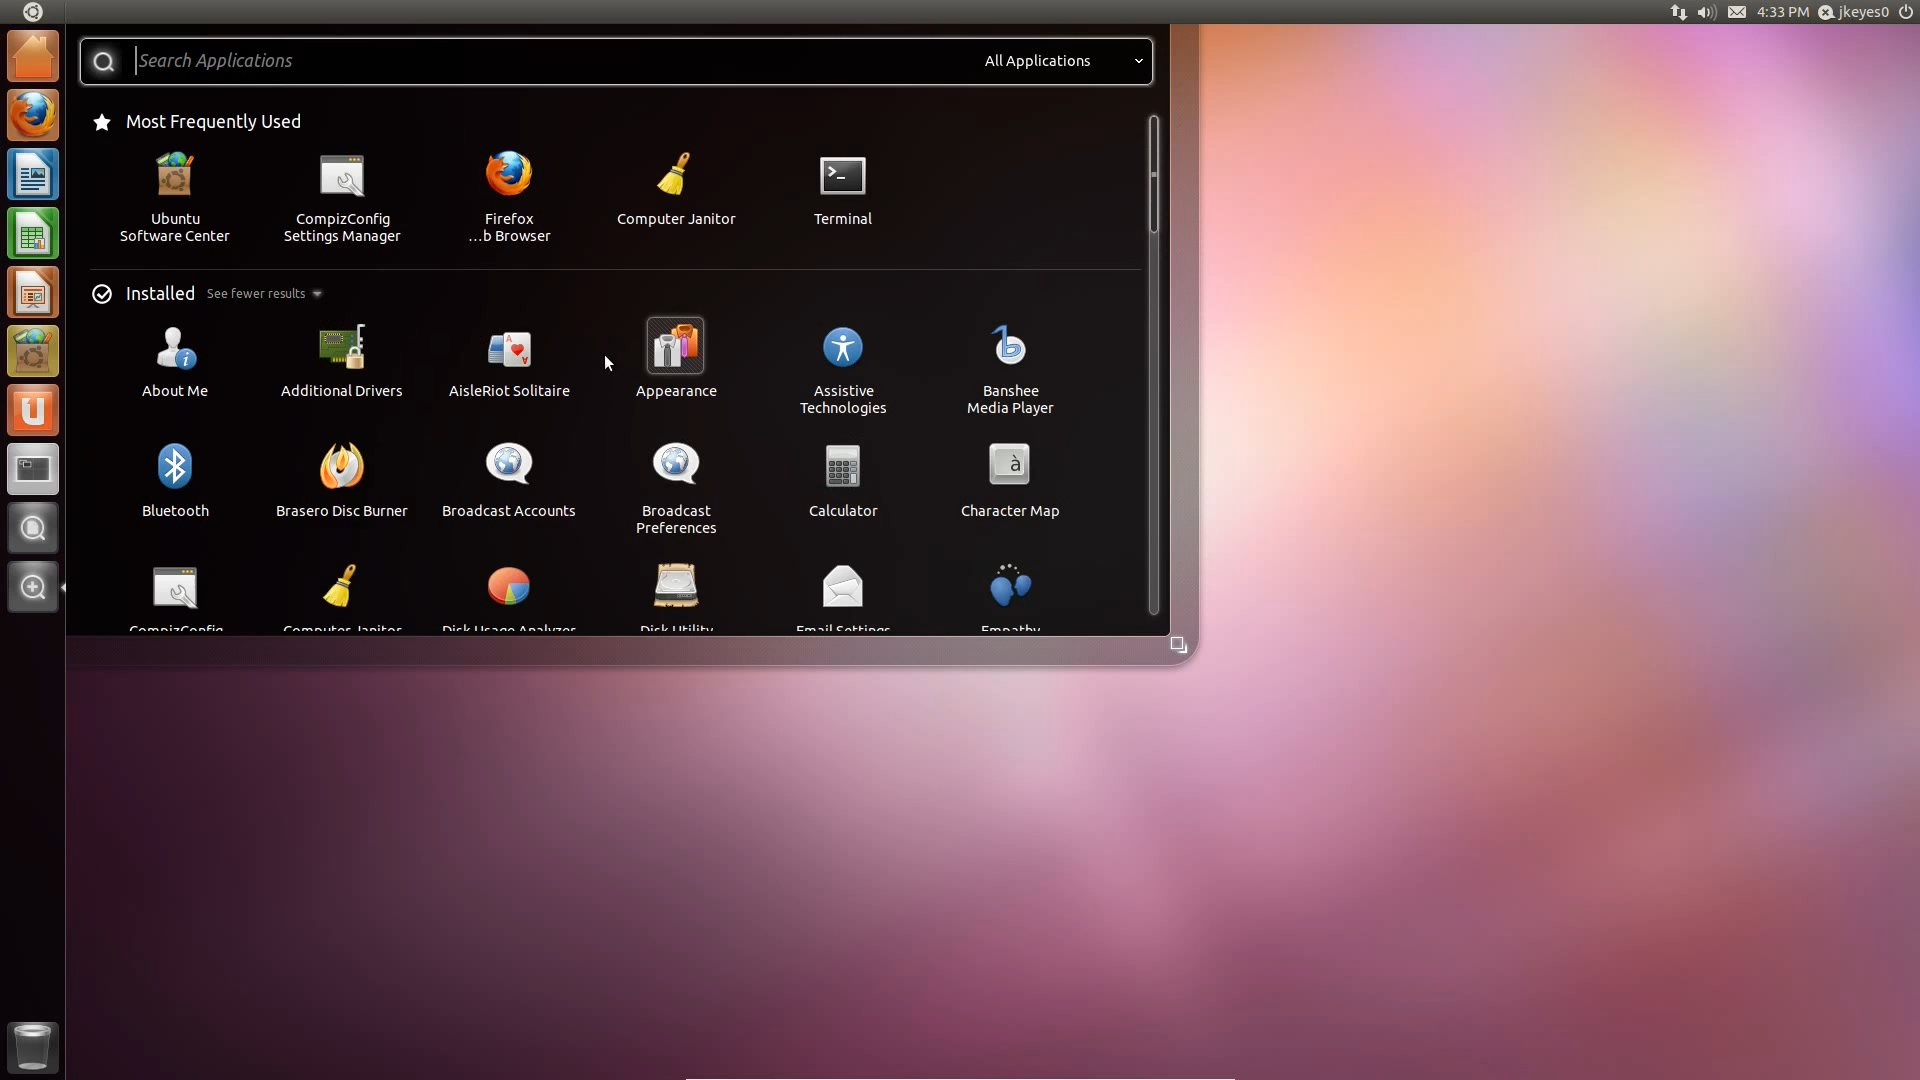 4:33 PM jkeyes0
Search Applications
All Applications
Most Frequently Used
Ubuntu
Software Center
CompizConfig
Settings Manager
Firefox
…b Browser
Computer Janitor
Terminal
Installed See fewer results
About Me
Additional Drivers
AisleRiot Solitaire
Appearance
Assistive
Technologies
Banshee
Media Player
Bluetooth
Brasero Disc Burner
Broadcast Accounts
Broadcast
Preferences
Calculator
à
Character Map
CompizConfig
Computer Janitor
Disk Usage Analyzer
Disk Utility
Email Settings
Empathy